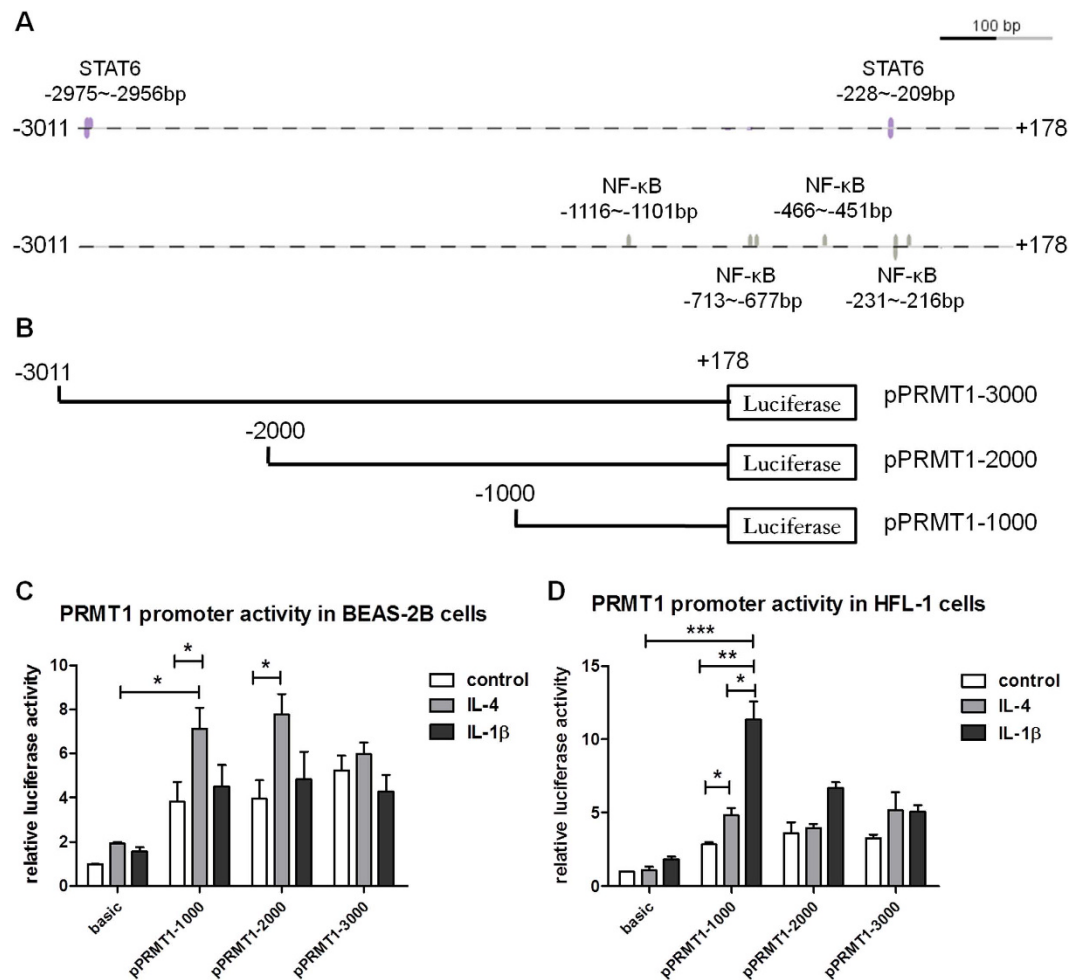 A
100 bp
STAT6
-2975~-2956bp
STAT6
-228~-209bp
-3011
+178
NF-κB
-1116~-1101bp
NF-κB
-466~-451bp
-3011
+178
NF-κB
-713~-677bp
NF-κB
-231~-216bp
B
-3011
+178
Luciferase
pPRMT1-3000
-2000
Luciferase
pPRMT1-2000
-1000
Luciferase
pPRMT1-1000
C
PRMT1 promoter activity in BEAS-2B cells
relative luciferase activity
10
8
6
4
2
0
*
*
*
control
IL-4
IL-1β
basic
pPRMT1-1000
pPRMT1-2000
pPRMT1-3000
D
PRMT1 promoter activity in HFL-1 cells
relative luciferase activity
15
10
5
0
***
**
*
*
control
IL-4
IL-1β
basic
pPRMT1-1000
pPRMT1-2000
pPRMT1-3000